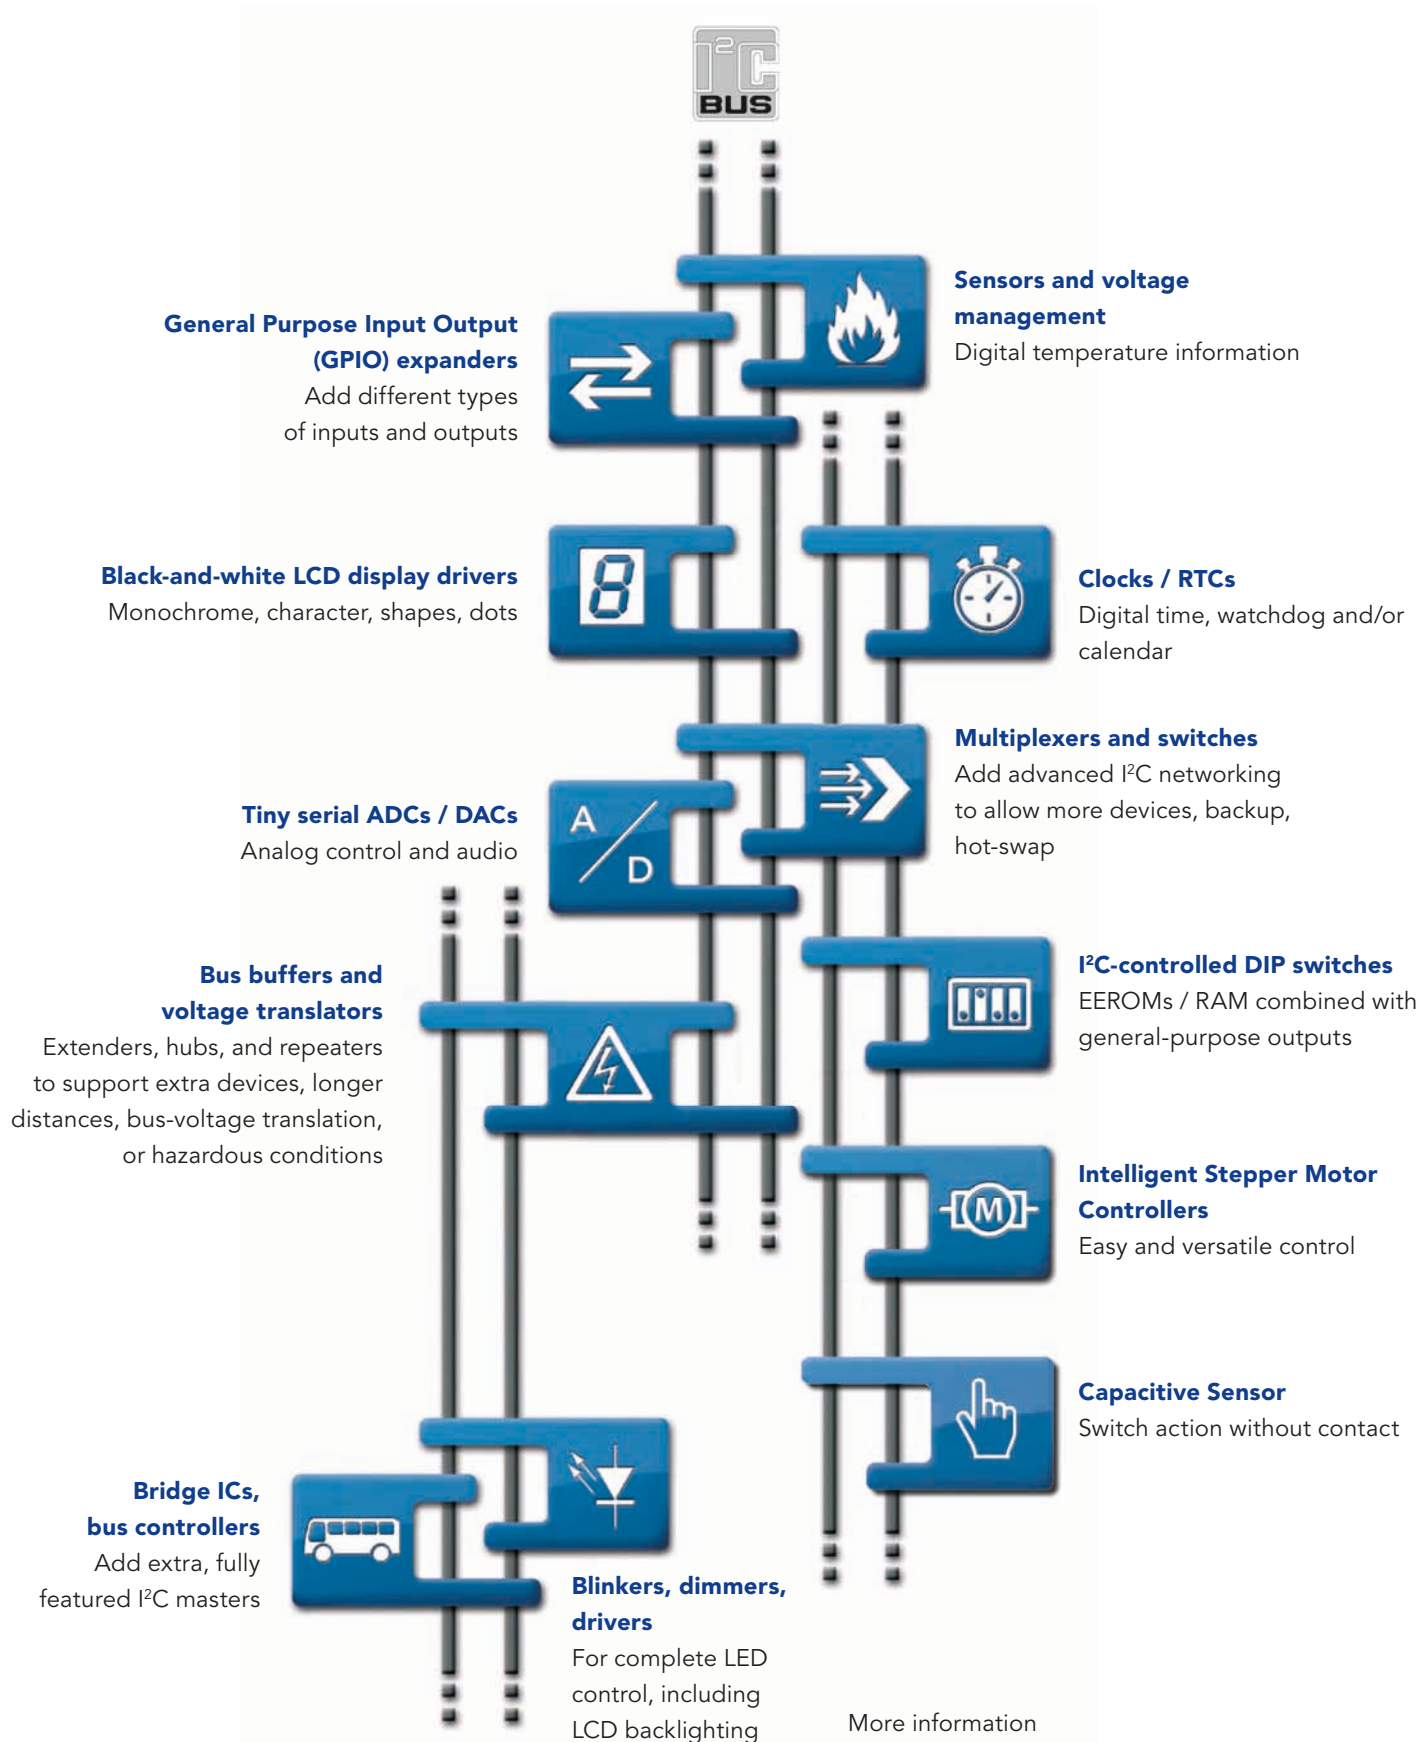 I²C
BUS
Sensors and voltage
management
Digital temperature information
General Purpose Input Output
(GPIO) expanders
Add different types
of inputs and outputs
Black-and-white LCD display drivers
Monochrome, character, shapes, dots
Clocks / RTCs
Digital time, watchdog and/or
calendar
Multiplexers and switches
Add advanced I²C networking
to allow more devices, backup,
hot-swap
Tiny serial ADCs / DACs
Analog control and audio
A
D
I²C-controlled DIP switches
EEROMs / RAM combined with
general-purpose outputs
Bus buffers and
voltage translators
Extenders, hubs, and repeaters
to support extra devices, longer
distances, bus-voltage translation,
or hazardous conditions
Intelligent Stepper Motor
Controllers
Easy and versatile control
M
Capacitive Sensor
Switch action without contact
Bridge ICs,
bus controllers
Add extra, fully
featured I²C masters
Blinkers, dimmers,
drivers
For complete LED
control, including
LCD backlighting
More information